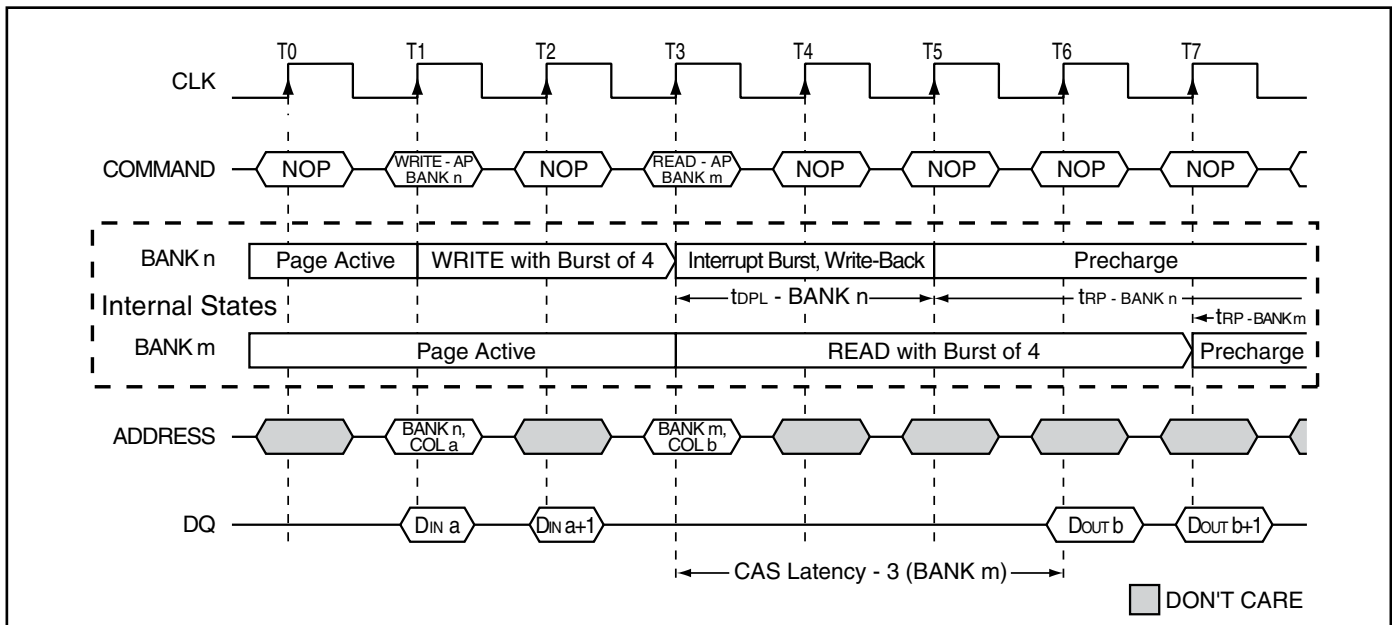 T0 T1 T2 T3 T4 T5 T6 T7
CLK
COMMAND NOP WRITE - AP BANK n NOP READ - AP BANK m NOP NOP NOP NOP
BANK n Page Active WRITE with Burst of 4 Interrupt Burst, Write-Back Precharge
tDPL - BANK n tRP - BANK n
Internal States
tRP - BANK m
BANK m Page Active READ with Burst of 4 Precharge
ADDRESS BANK n, COL a BANK m, COL b
DQ DIN a DIN a+1 DOUT b DOUT b+1
CAS Latency - 3 (BANK m)
DON'T CARE